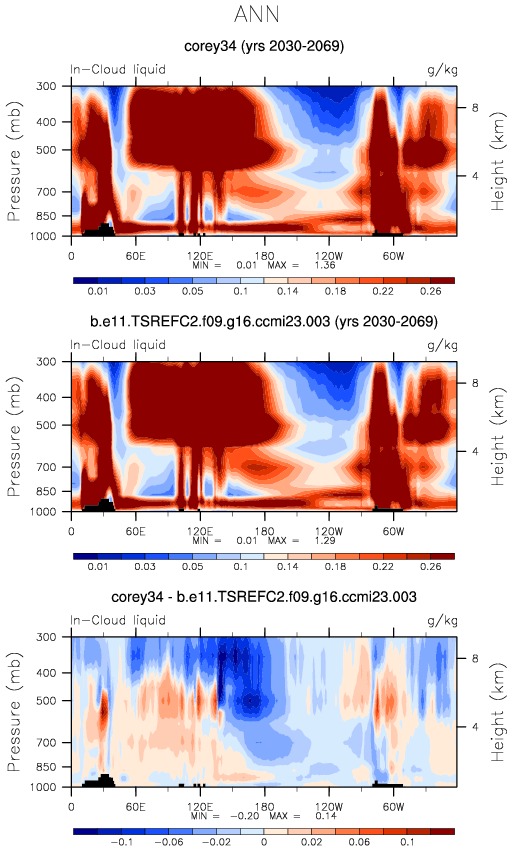 ANN
corey34 (yrs 2030-2069)
In-Cloud liquid g/kg
300
400
500
700
850
1000
Pressure (mb)
8
4
Height (km)
0 60E 120E 180 120W 60W
MIN = 0.01 MAX = 1.36
0.01 0.03 0.05 0.1 0.14 0.18 0.22 0.26
b.e11.TSREFC2.f09.g16.ccmi23.003 (yrs 2030-2069)
In-Cloud liquid g/kg
300
400
500
700
850
1000
Pressure (mb)
8
4
Height (km)
0 60E 120E 180 120W 60W
MIN = 0.01 MAX = 1.29
0.01 0.03 0.05 0.1 0.14 0.18 0.22 0.26
corey34 - b.e11.TSREFC2.f09.g16.ccmi23.003
In-Cloud liquid g/kg
300
400
500
700
850
1000
Pressure (mb)
8
4
Height (km)
0 60E 120E 180 120W 60W
MIN = -0.20 MAX = 0.14
-0.1 -0.06 -0.02 0 0.02 0.06 0.1